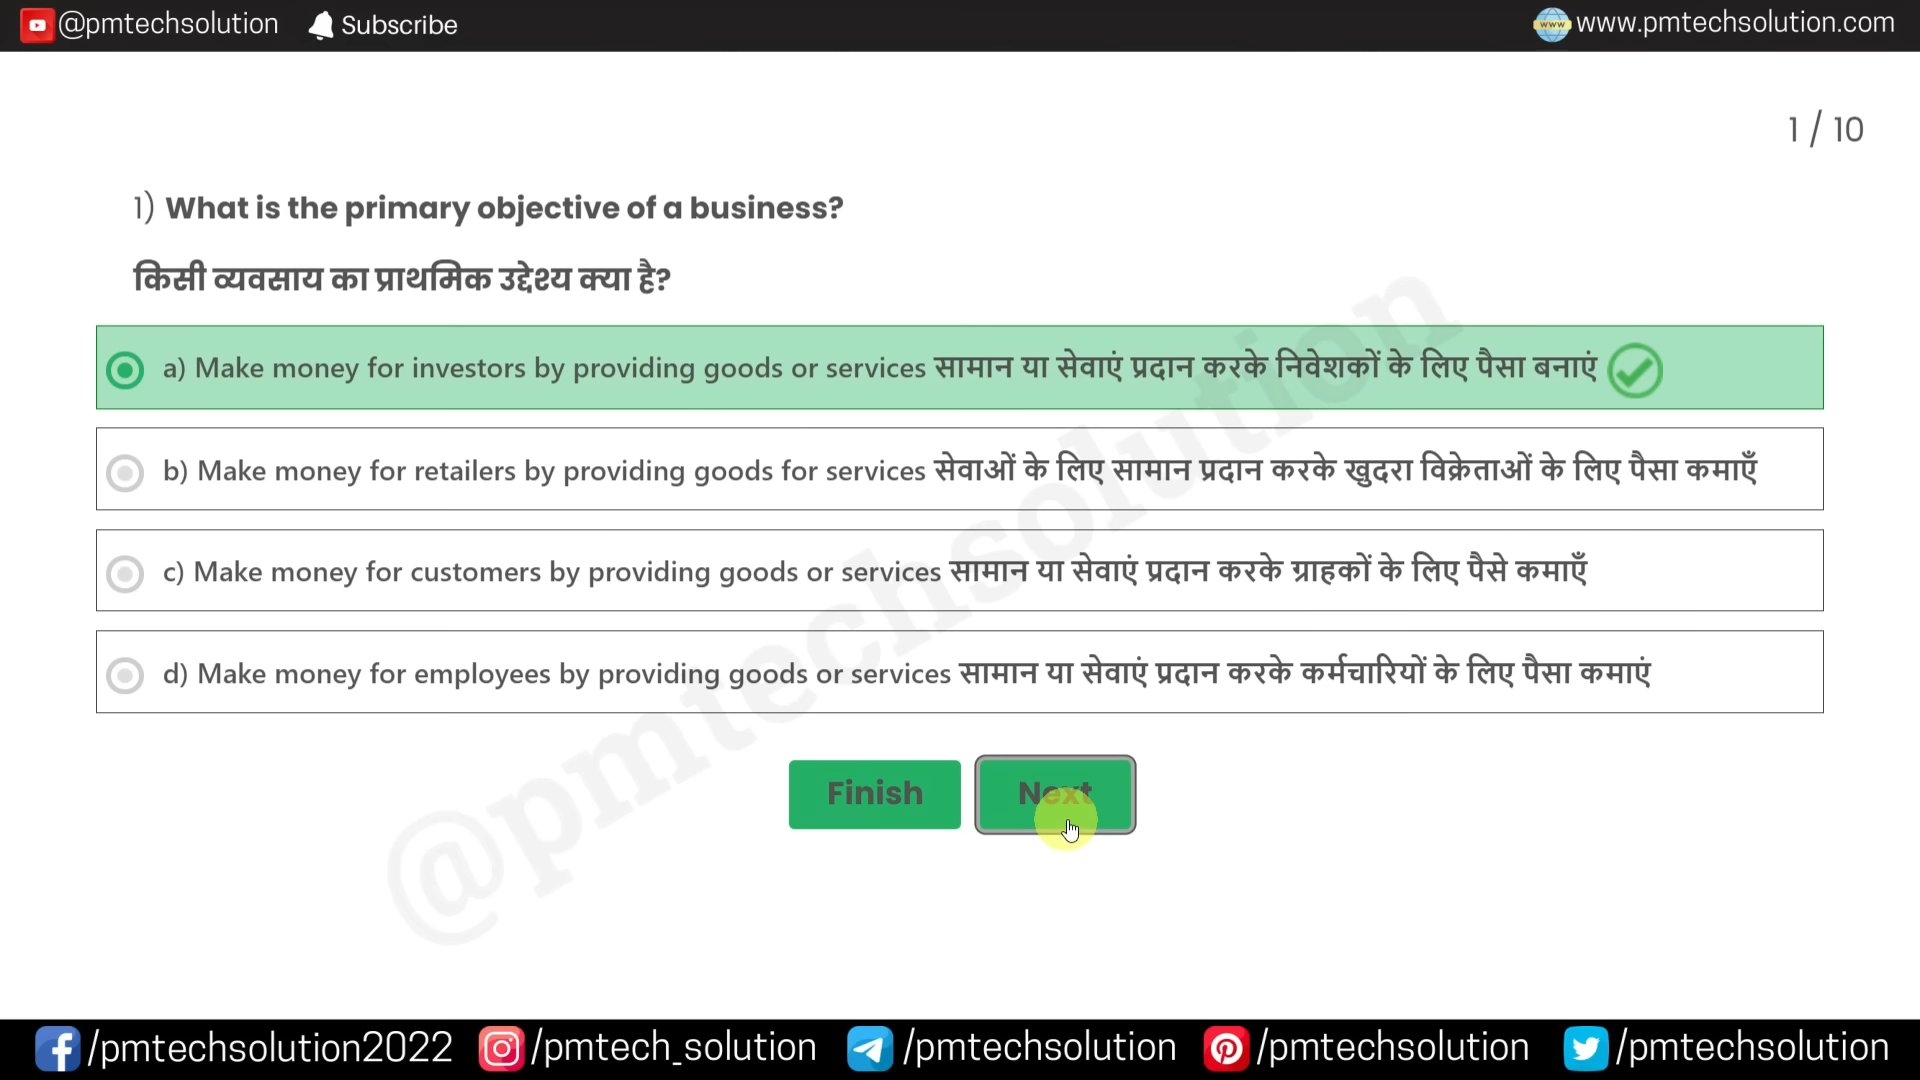 @pmtechsolution Subscribe www.pmtechsolution.com
1 / 10
1) What is the primary objective of a business?
किसी व्यवसाय का प्राथमिक उद्देश्य क्या है?
a) Make money for investors by providing goods or services सामान या सेवाएं प्रदान करके निवेशकों के लिए पैसा बनाएं
b) Make money for retailers by providing goods for services सेवाओं के लिए सामान प्रदान करके खुदरा विक्रेताओं के लिए पैसा कमाएँ
c) Make money for customers by providing goods or services सामान या सेवाएं प्रदान करके ग्राहकों के लिए पैसे कमाएँ
d) Make money for employees by providing goods or services सामान या सेवाएं प्रदान करके कर्मचारियों के लिए पैसा कमाएं
Finish Next
@pmtechsolution
/pmtechsolution2022 /pmtech_solution /pmtechsolution /pmtechsolution /pmtechsolution